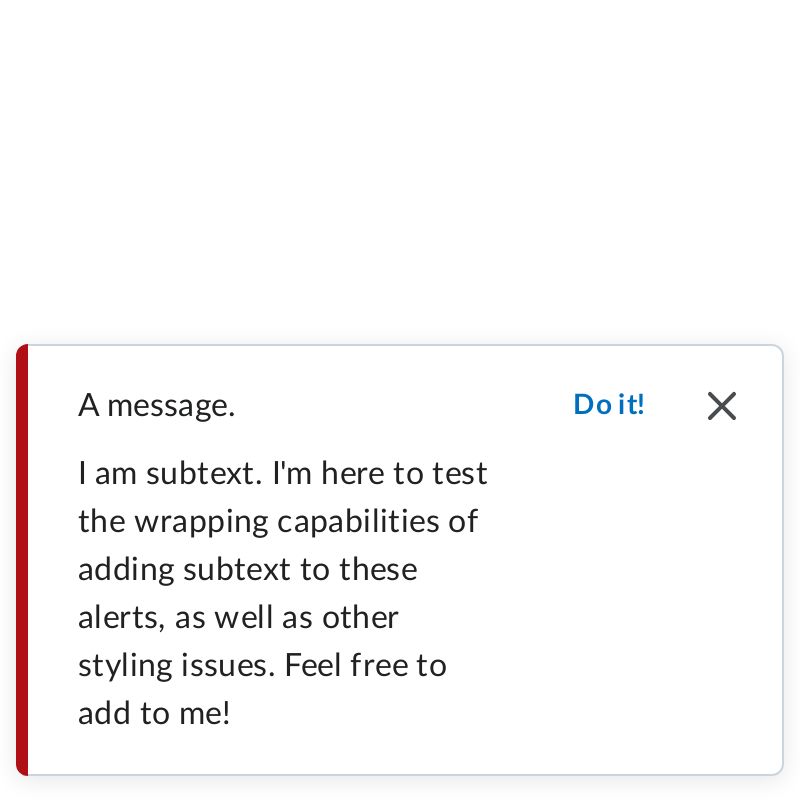 A message.
Do it!
I am subtext. I'm here to test
the wrapping capabilities of
adding subtext to these
alerts, as well as other
styling issues. Feel free to
add to me!